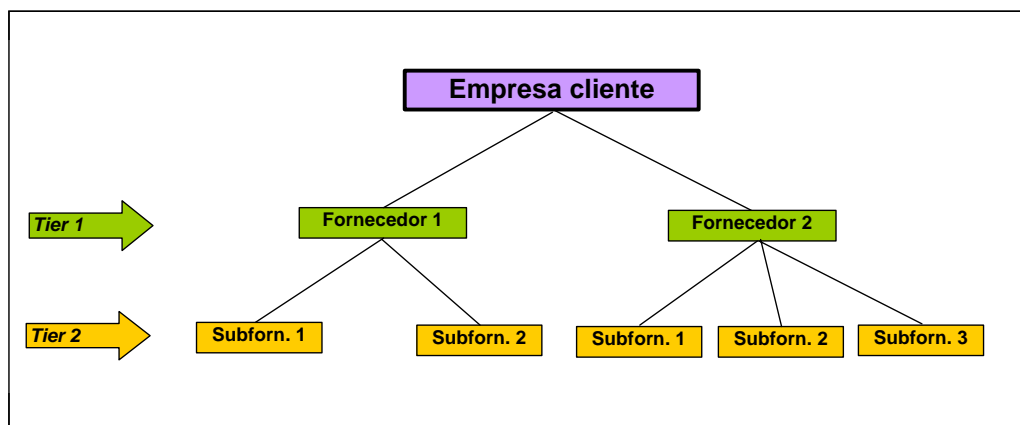 Empresa cliente
Tier 1
Fornecedor 1
Fornecedor 2
Tier 2
Subforn. 1
Subforn. 2
Subforn. 1
Subforn. 2
Subforn. 3